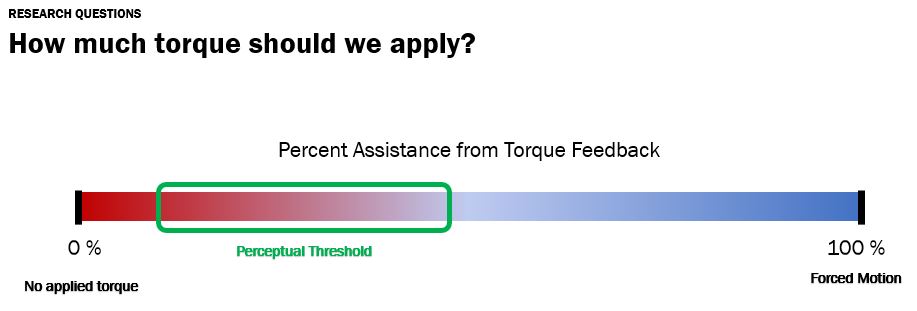 RESEARCH QUESTIONS
How much torque should we apply?
Percent Assistance from Torque Feedback
0 %
Perceptual Threshold
100 %
No applied torque
Forced Motion